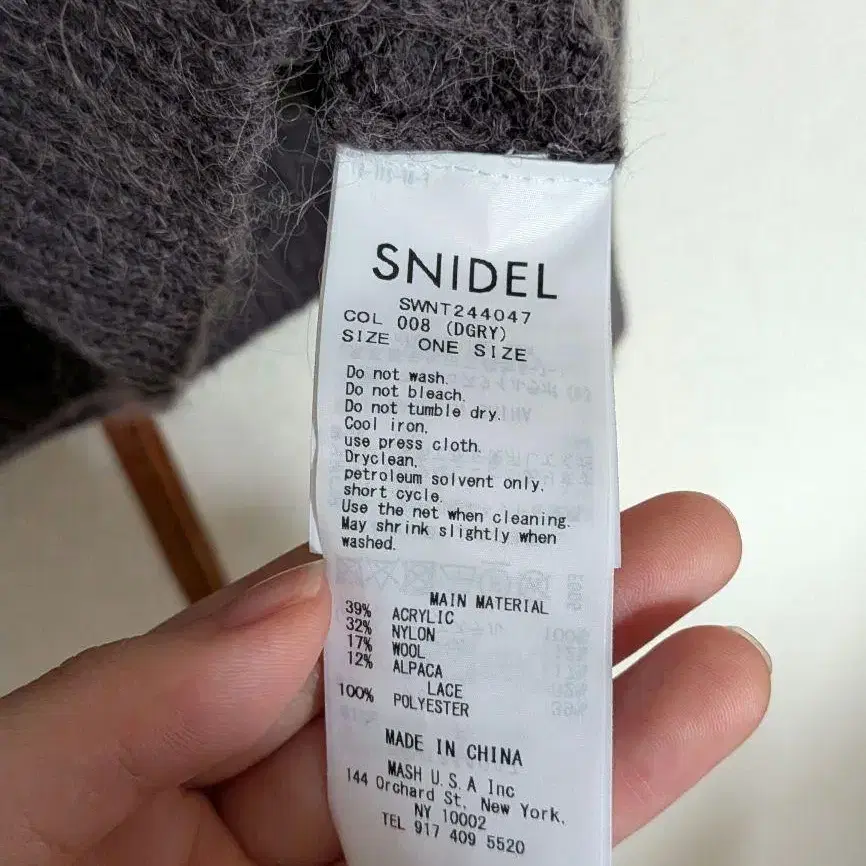 SNIDEL
SWNT244047
COL 008 (DGRY)
SIZE ONE SIZE
Do not wash.
Do not bleach.
Do not tumble dry.
Cool iron,
use press cloth.
Dryclean,
petroleum solvent only,
short cycle.
Use the net when cleaning.
May shrink slightly when
washed.
MAIN MATERIAL
39% ACRYLIC
32% NYLON
17% WOOL
12% ALPACA
LACE
100% POLYESTER
MADE IN CHINA
MASH U.S.A Inc
144 Orchard St, New York,
NY 10002
TEL 917 409 5520